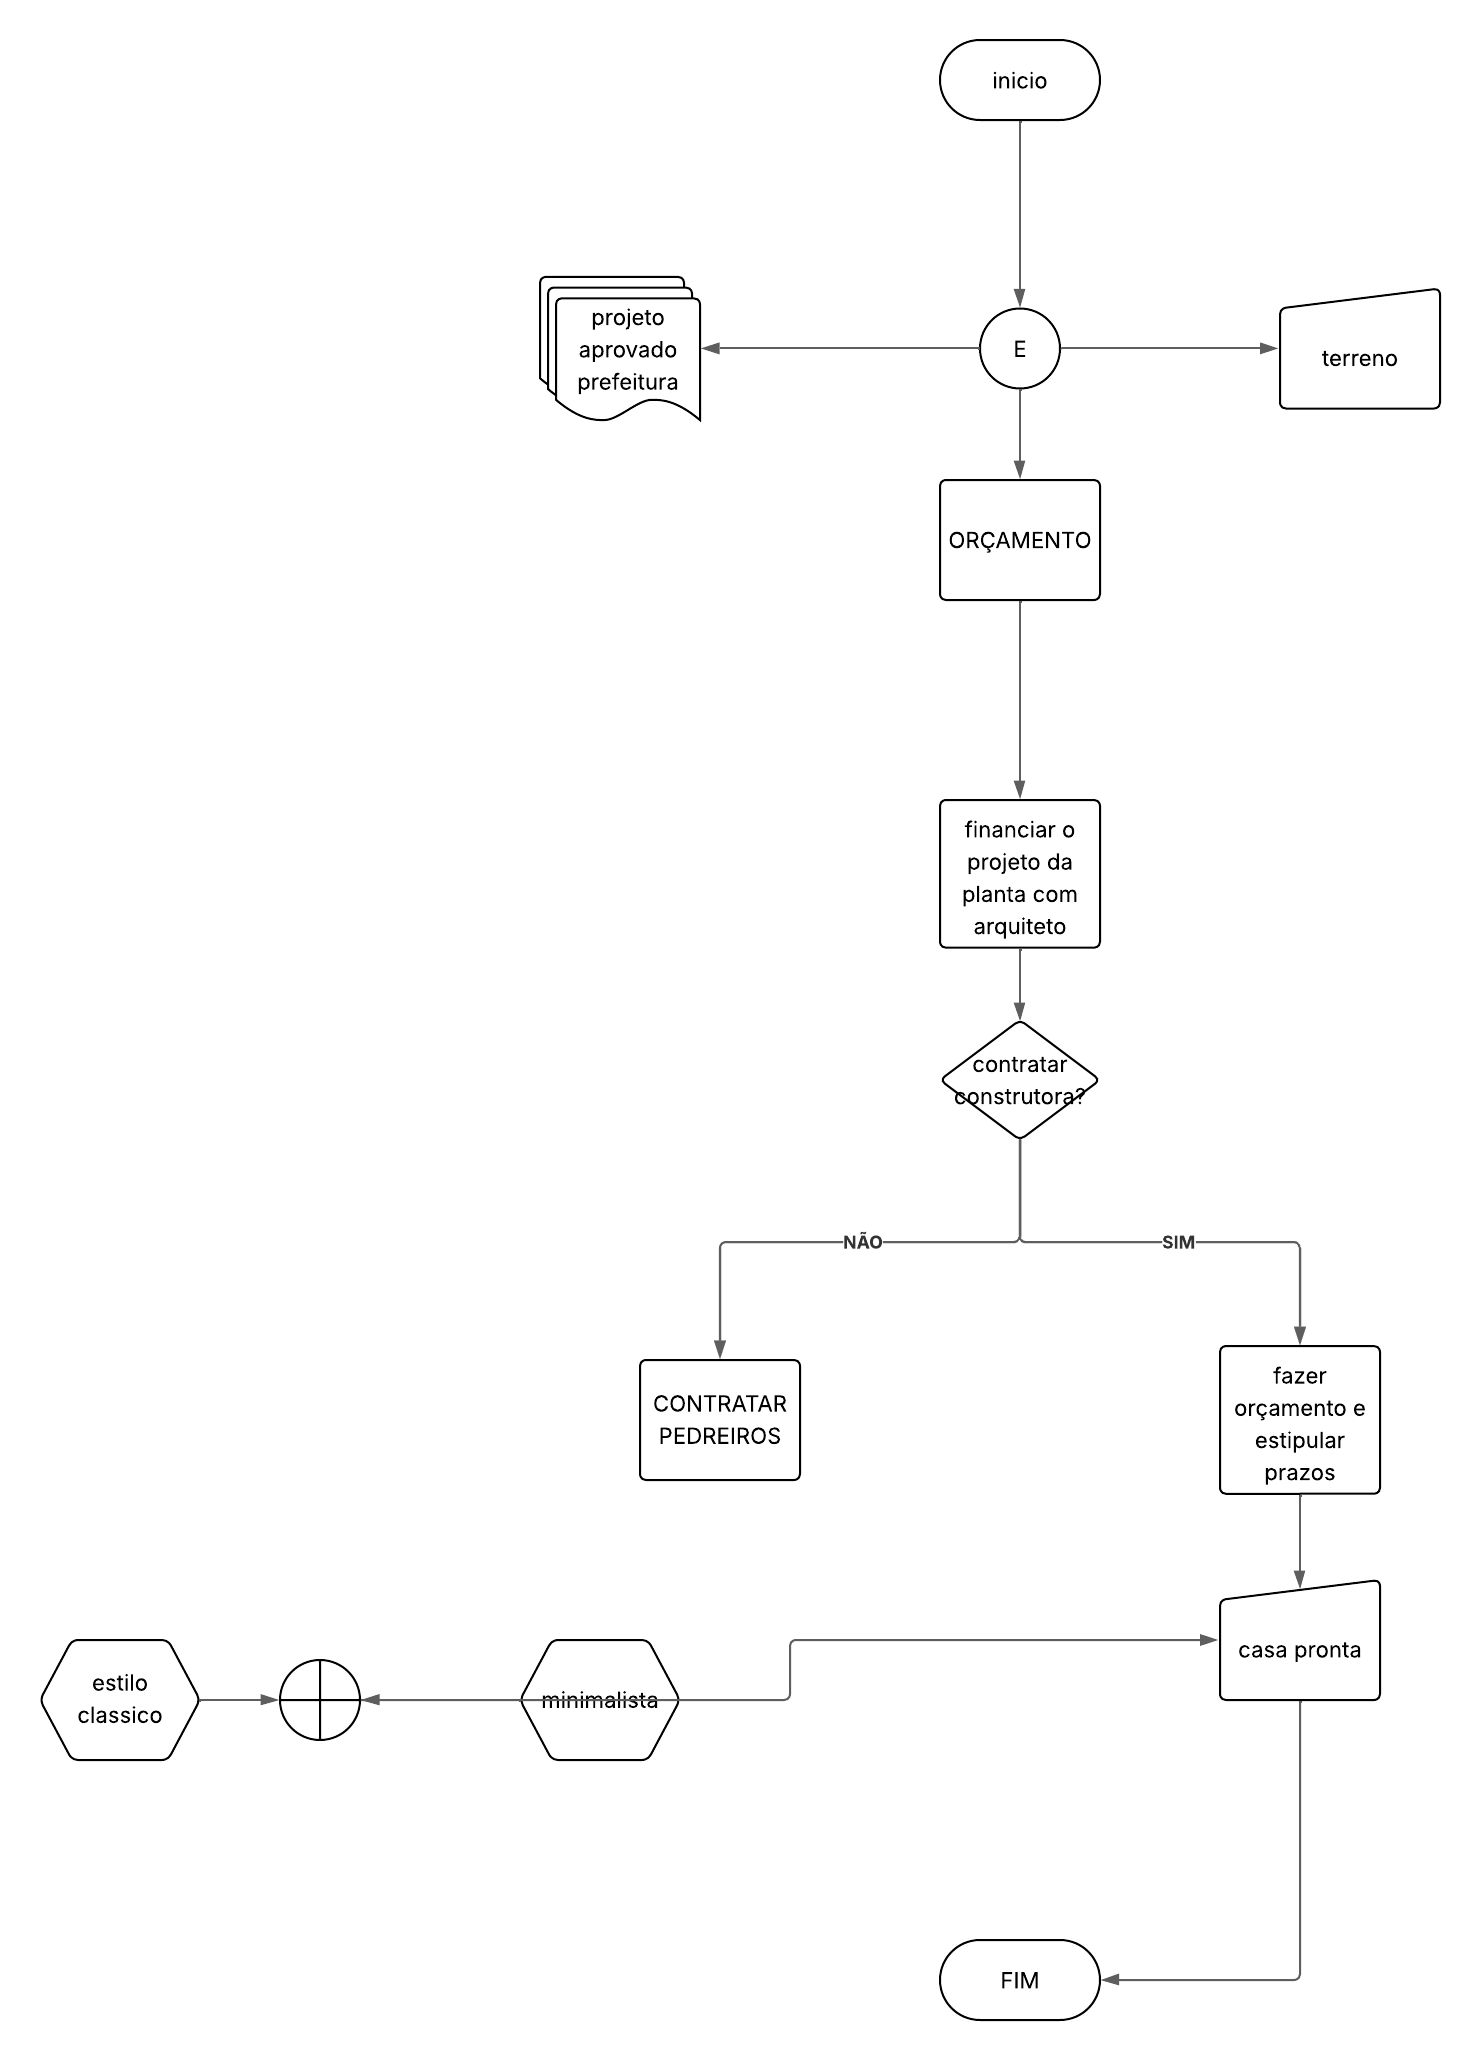 inicio
projeto
aprovado
prefeitura
E
terreno
ORÇAMENTO
financiar o
projeto da
planta com
arquiteto
contratar
construtora?
NÃO
SIM
CONTRATAR
PEDREIROS
fazer
orçamento e
estipular
prazos
estilo
classico
minimalista
casa pronta
FIM